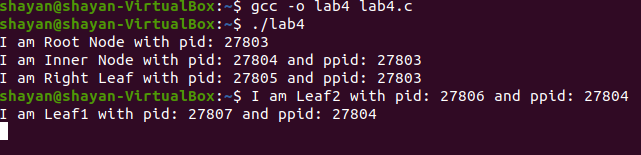 shayan@shayan-VirtualBox:~$ gcc -o lab4 lab4.c
shayan@shayan-VirtualBox:~$ ./lab4
I am Root Node with pid: 27803
I am Inner Node with pid: 27804 and ppid: 27803
I am Right Leaf with pid: 27805 and ppid: 27803
shayan@shayan-VirtualBox:~$ I am Leaf2 with pid: 27806 and ppid: 27804
I am Leaf1 with pid: 27807 and ppid: 27804